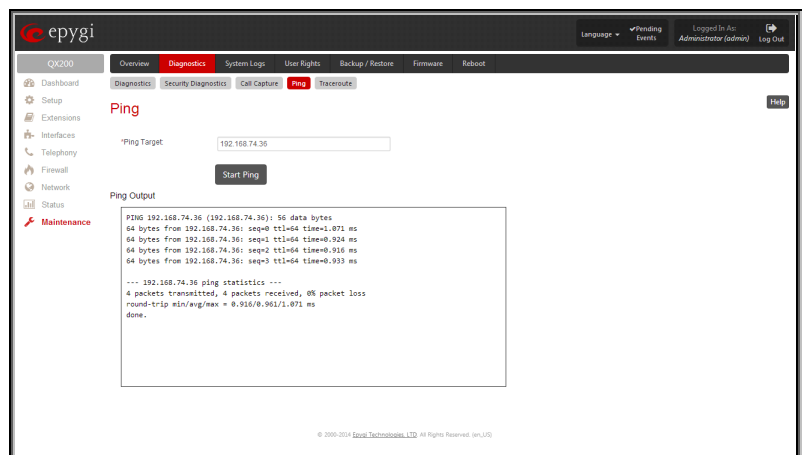 epygi
Language
Pending Events
Logged In As:
Administrator (admin)
Log Out
QX200
Overview Diagnostics System Logs User Rights Backup / Restore Firmware Reboot
Dashboard
Setup
Extensions
Interfaces
Telephony
Firewall
Network
Status
Maintenance
Diagnostics Security Diagnostics Call Capture Ping Traceroute
Help
Ping
*Ping Target: 192.168.74.36
Start Ping
Ping Output
PING 192.168.74.36 (192.168.74.36): 56 data bytes
64 bytes from 192.168.74.36: seq=0 ttl=64 time=1.071 ms
64 bytes from 192.168.74.36: seq=1 ttl=64 time=0.924 ms
64 bytes from 192.168.74.36: seq=2 ttl=64 time=0.916 ms
64 bytes from 192.168.74.36: seq=3 ttl=64 time=0.933 ms
--- 192.168.74.36 ping statistics ---
4 packets transmitted, 4 packets received, 0% packet loss
round-trip min/avg/max = 0.916/0.961/1.071 ms
done.
© 2000-2014 Epygi Technologies, LTD. All Rights Reserved. (en_US)